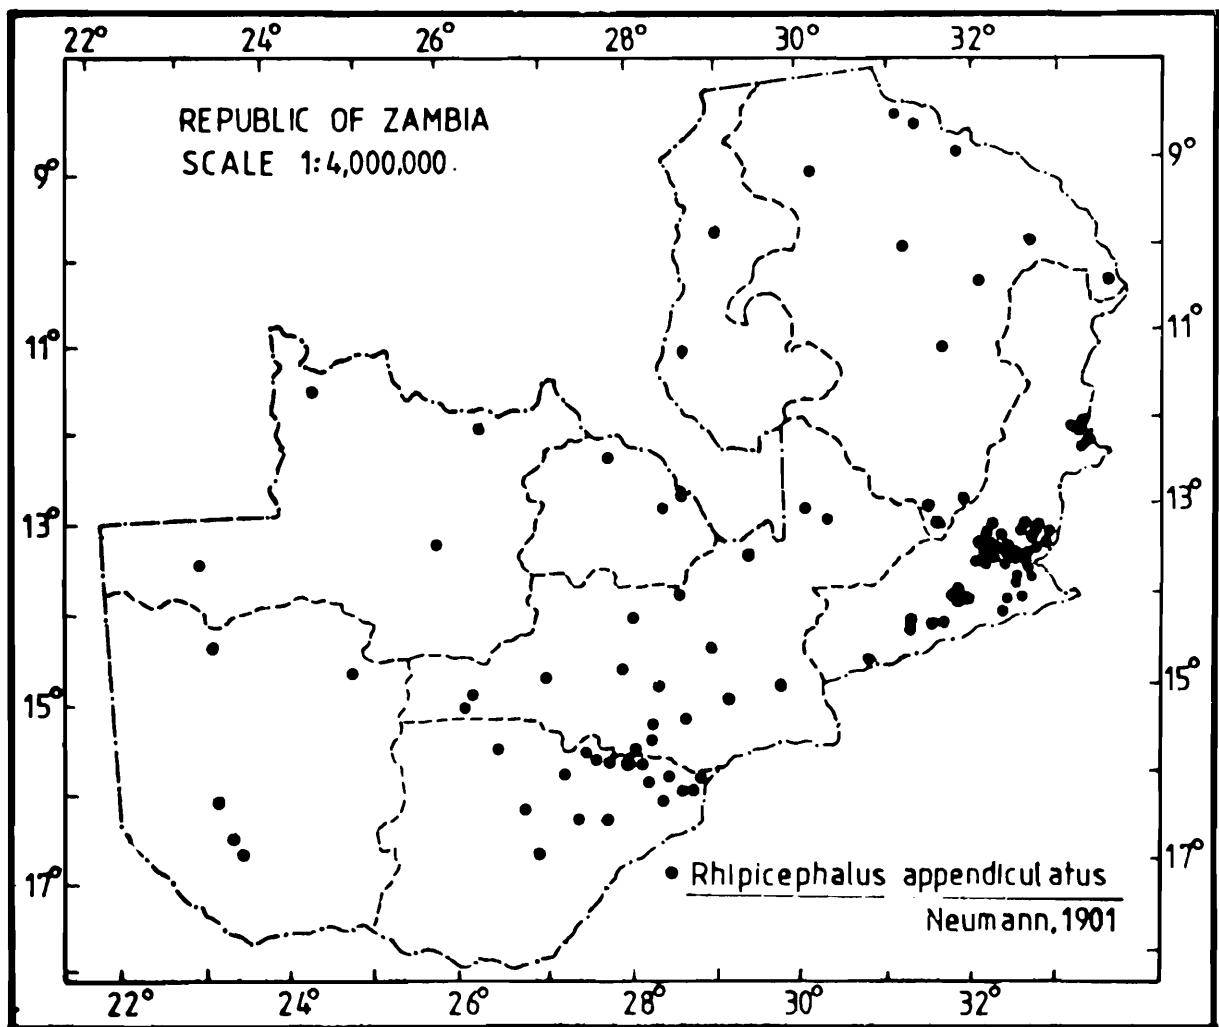 22° 24° 26° 28° 30° 32°
REPUBLIC OF ZAMBIA
SCALE 1:4,000,000.
9° 9°
11° 11°
13° 13°
15° 15°
17° 17°
Rhipicephalus appendiculatus
Neumann, 1901
22° 24° 26° 28° 30° 32°